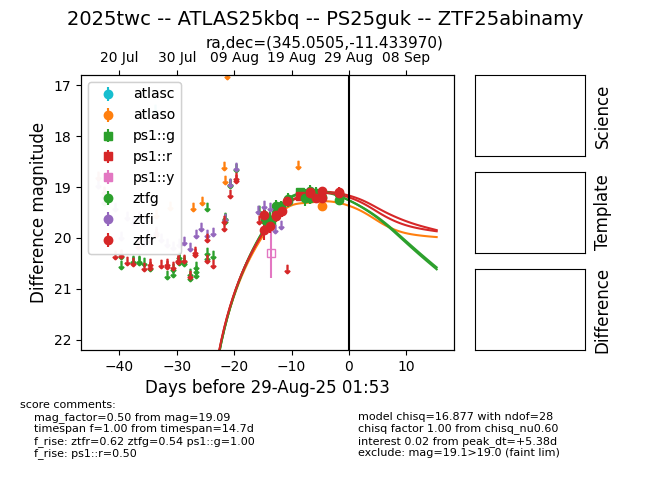 2025twc -- ATLAS25kbq -- PS25guk -- ZTF25abinamy
ra,dec=(345.0505,-11.433970)
20 Jul 30 Jul 09 Aug 19 Aug 29 Aug 08 Sep
17
18
19
20
21
22
Difference magnitude
atlasc
atlaso
ps1::g
ps1::r
ps1::y
ztfg
ztfi
ztfr
−40 −30 −20 −10 0 10
Days before 29-Aug-25 01:53
Science
Template
Difference
score comments:
mag_factor=0.50 from mag=19.09
timespan f=1.00 from timespan=14.7d
f_rise: ztfr=0.62 ztfg=0.54 ps1::g=1.00
f_rise: ps1::r=0.50
model chisq=16.877 with ndof=28
chisq factor 1.00 from chisq_nu0.60
interest 0.02 from peak_dt=+5.38d
exclude: mag=19.1>19.0 (faint lim)